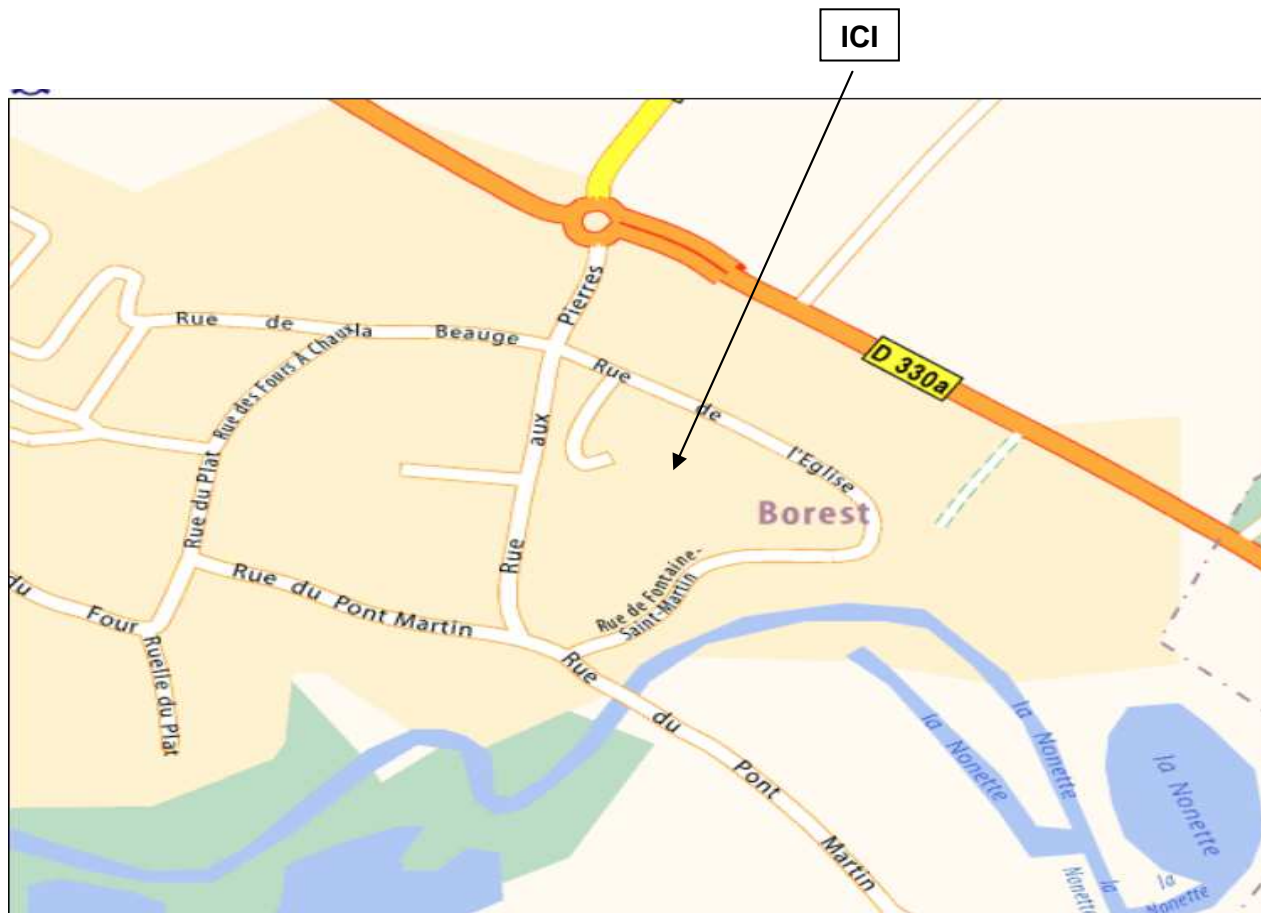 ICI
Rue aux Pierres
Rue de la Beauge
Rue des Fours À Chaux
Rue de l'Eglise
D 330a
Rue du Plat
Borest
Rue de Fontaine-
Saint-Martin
Rue du Pont Martin
du Four
Ruelle du Plat
Rue du Pont Martin
la Nonette
la Nonette
la Nonette
la Nonette
la Nonette